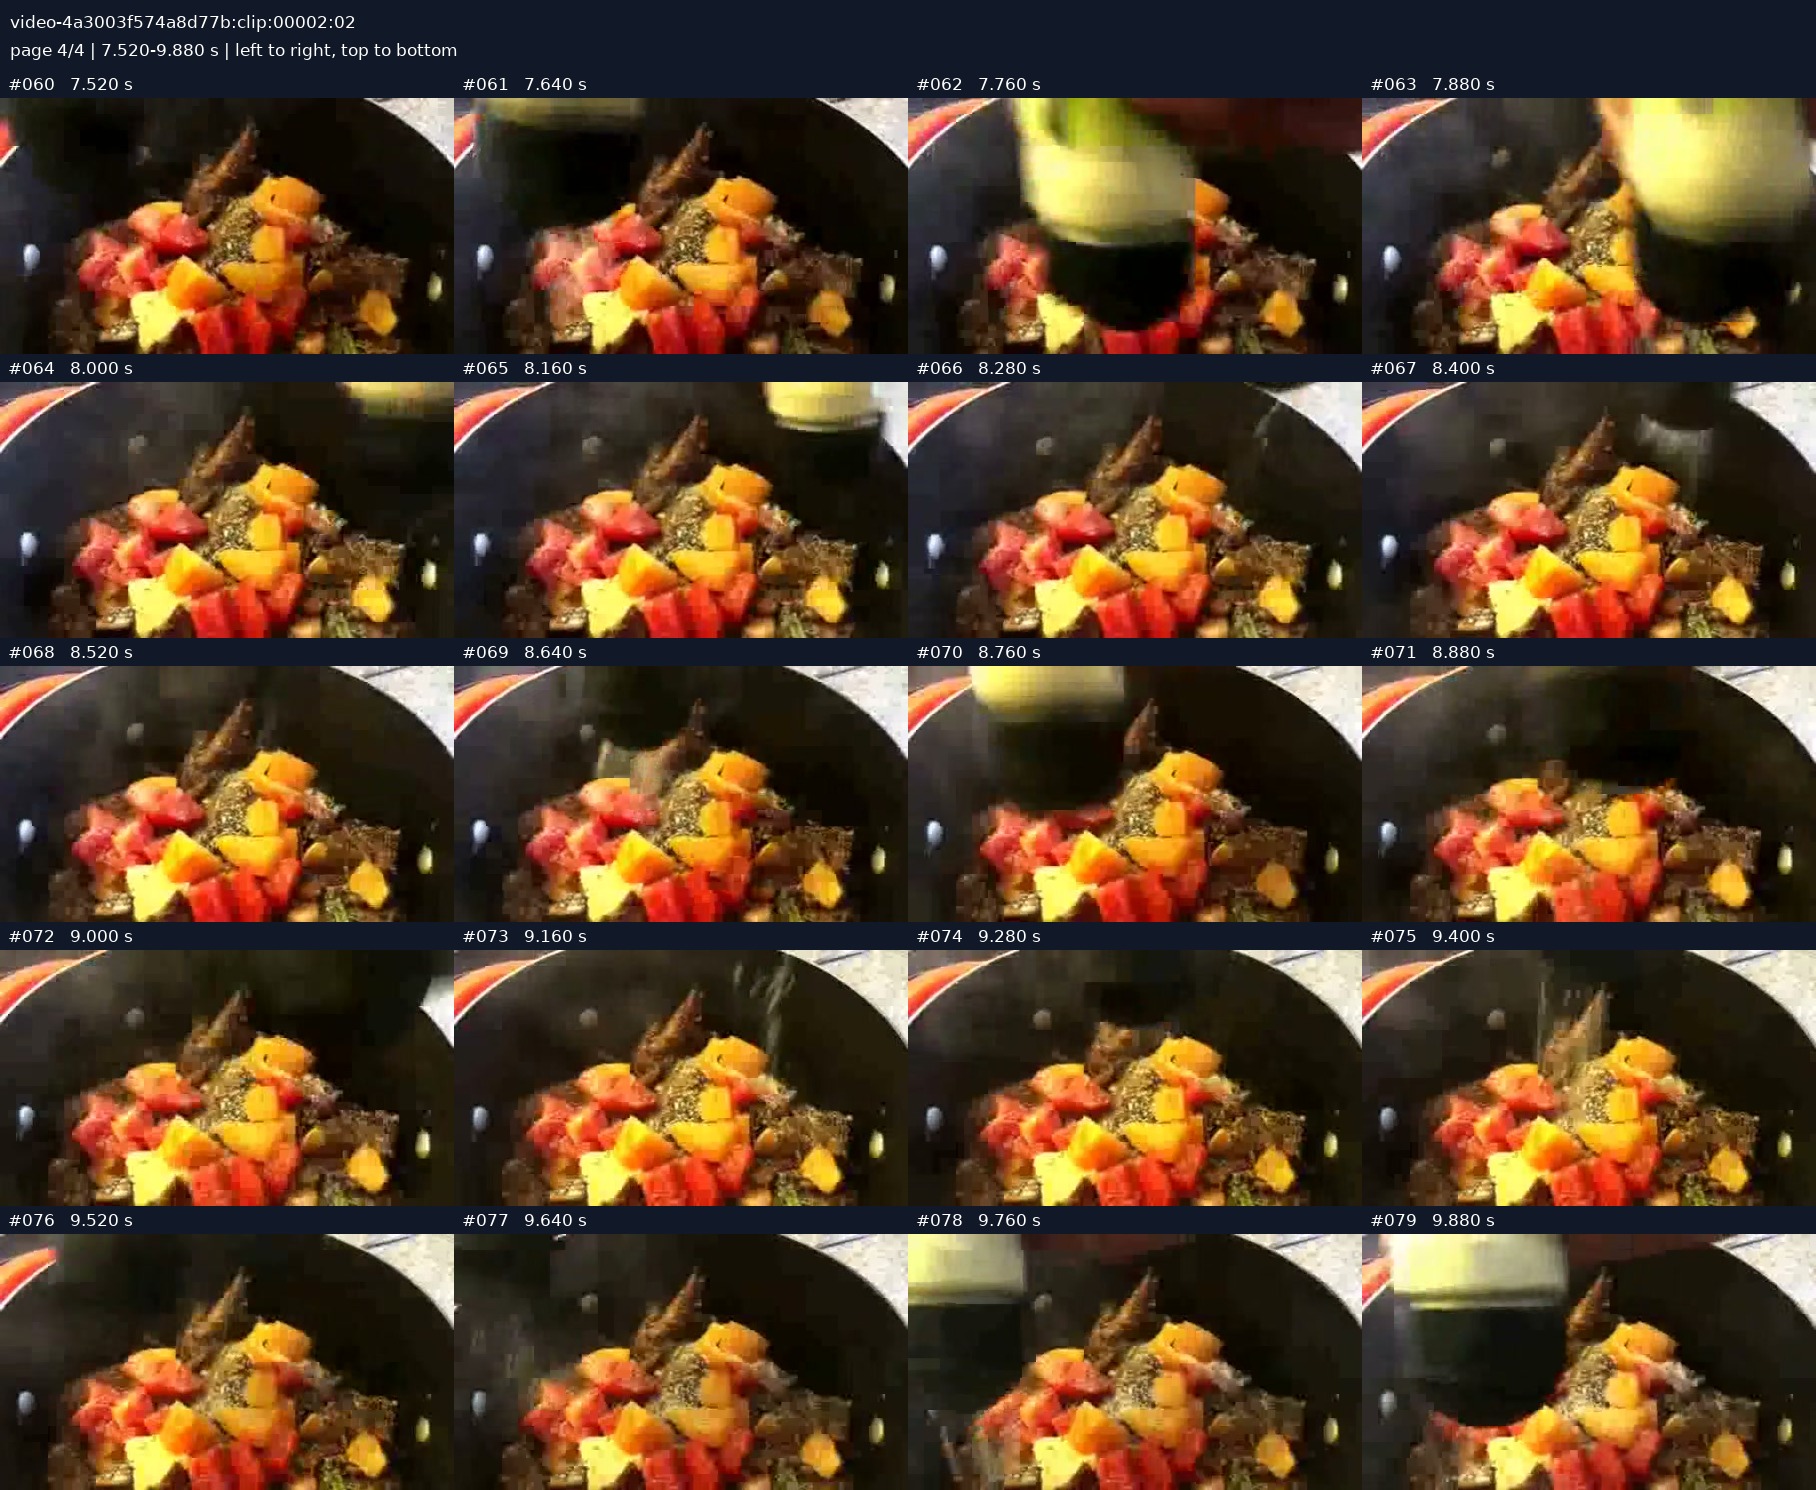 video-4a3003f574a8d77b:clip:00002:02
page 4/4 | 7.520-9.880 s | left to right, top to bottom
#060 7.520 s
#061 7.640 s
#062 7.760 s
#063 7.880 s
#064 8.000 s
#065 8.160 s
#066 8.280 s
#067 8.400 s
#068 8.520 s
#069 8.640 s
#070 8.760 s
#071 8.880 s
#072 9.000 s
#073 9.160 s
#074 9.280 s
#075 9.400 s
#076 9.520 s
#077 9.640 s
#078 9.760 s
#079 9.880 s